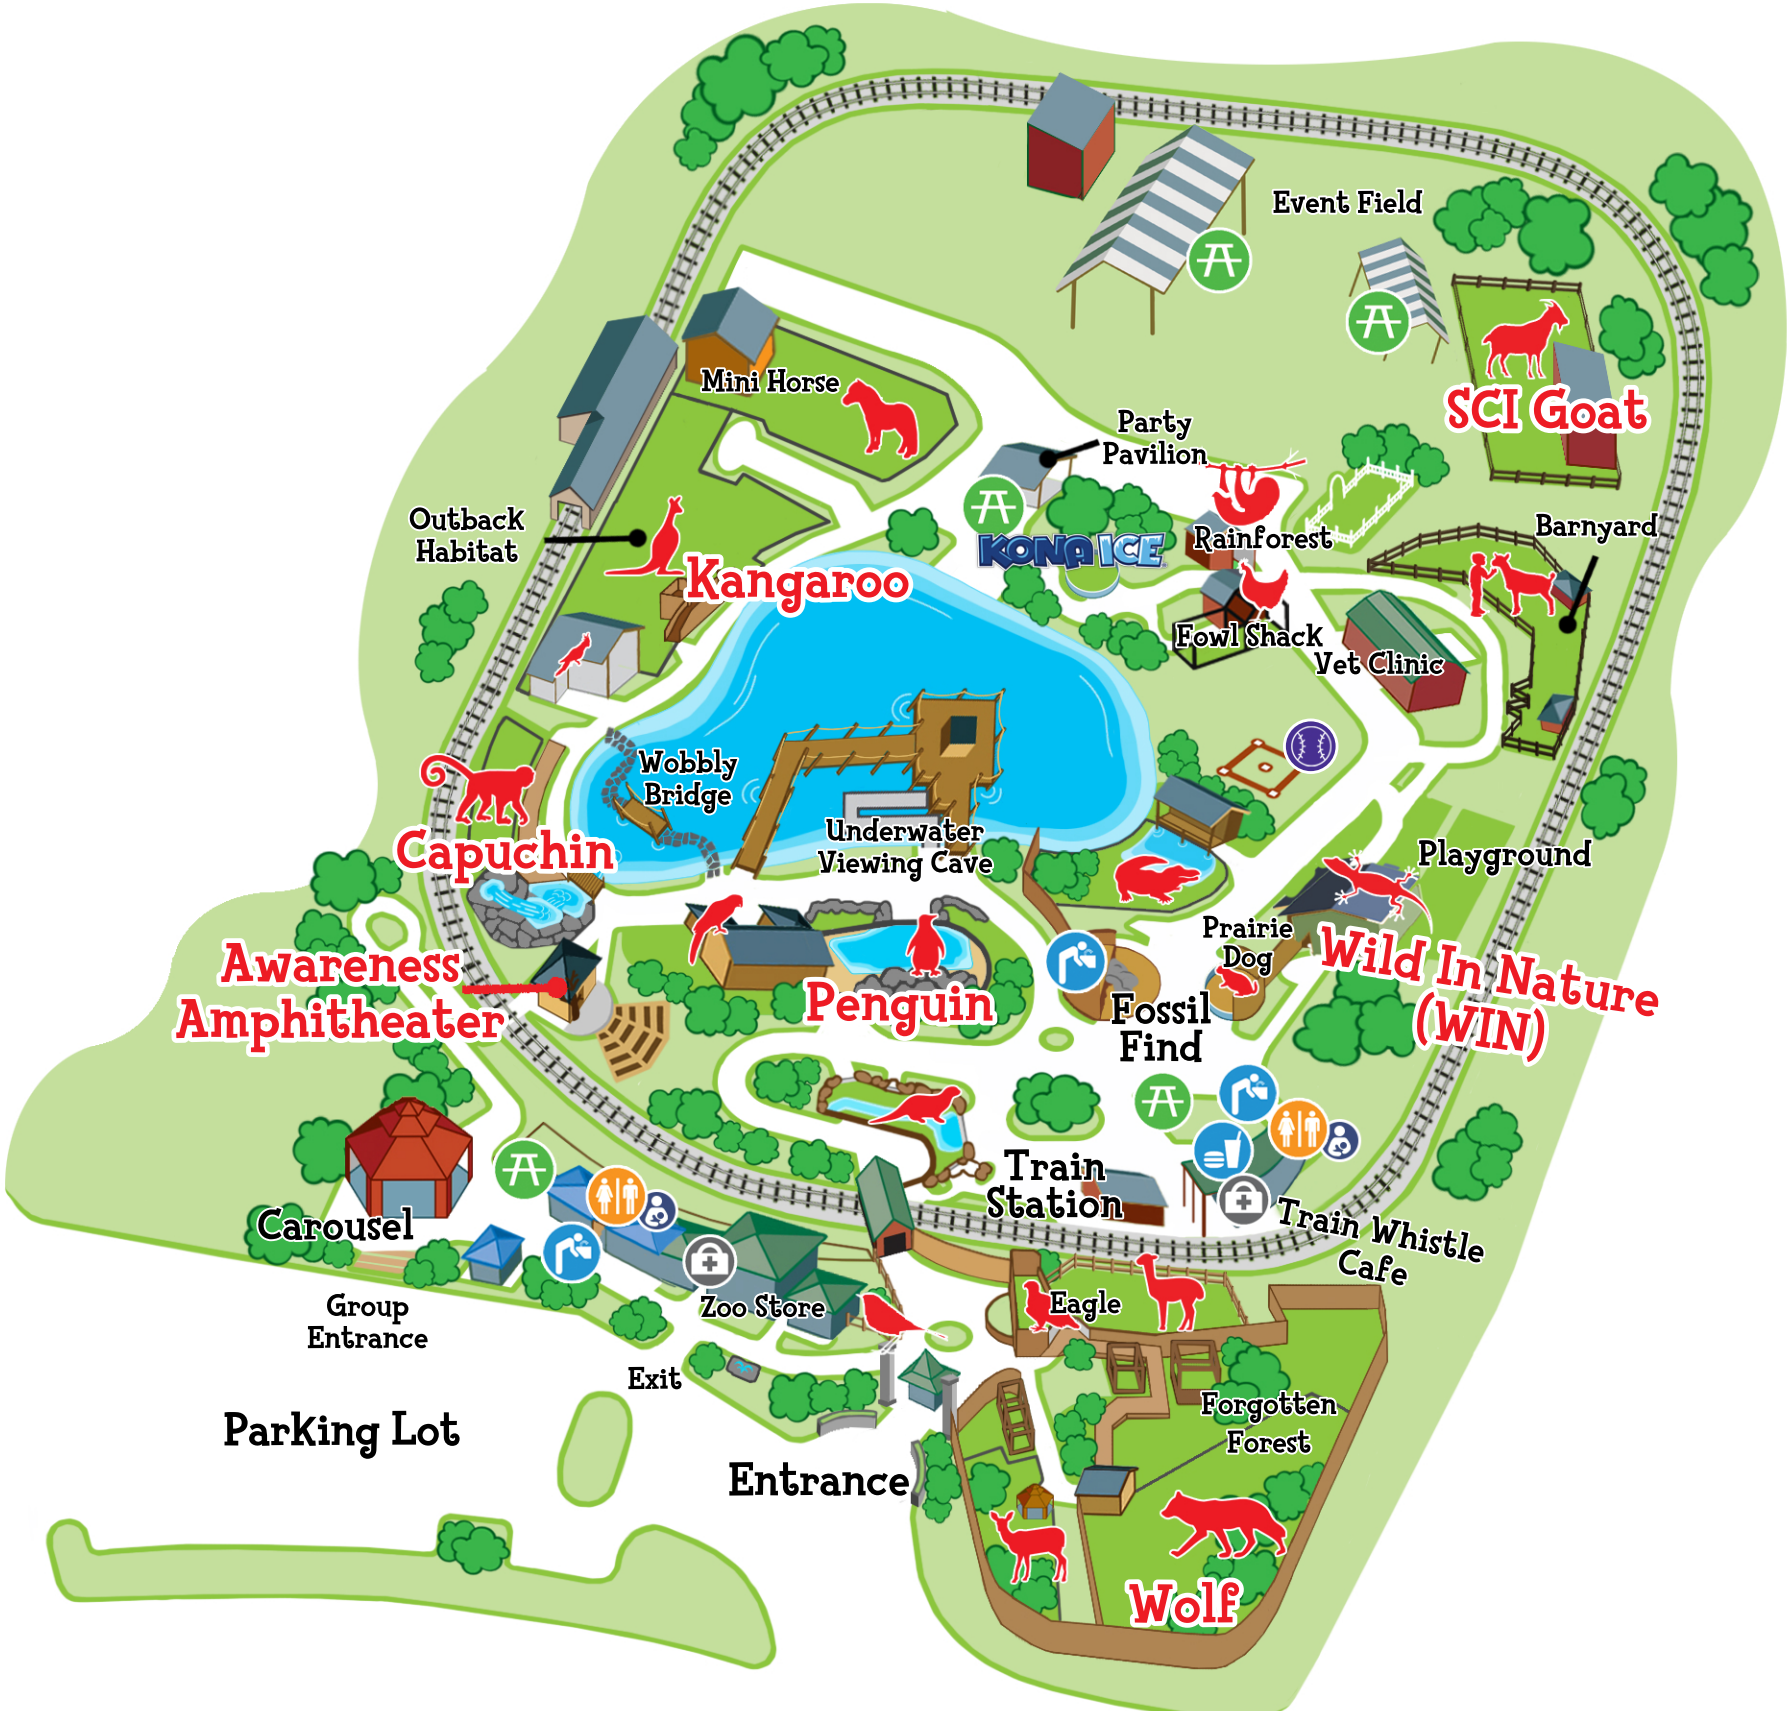 Event Field
Mini Horse
SCI Goat
Party
Pavilion
Outback
Habitat
Kangaroo
KONA ICE
Rainforest
Barnyard
Fowl Shack
Vet Clinic
Wobbly
Bridge
Underwater
Viewing Cave
Capuchin
Playground
Prairie
Dog
Wild In Nature
(WIN)
Awareness
Amphitheater
Penguin
Fossil
Find
Train
Station
Train Whistle
Cafe
Carousel
Group
Entrance
Zoo Store
Eagle
Exit
Forgotten
Forest
Parking Lot
Entrance
Wolf